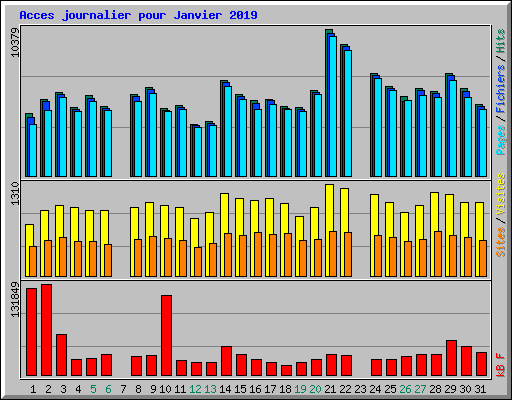 Acces journalier pour Janvier 2019
10379
Pages / Fichiers / Hits
1310
Sites / Visites
131849
kB F
1 2 3 4 5 6 7 8 9 10 11 12 13 14 15 16 17 18 19 20 21 22 23 24 25 26 27 28 29 30 31